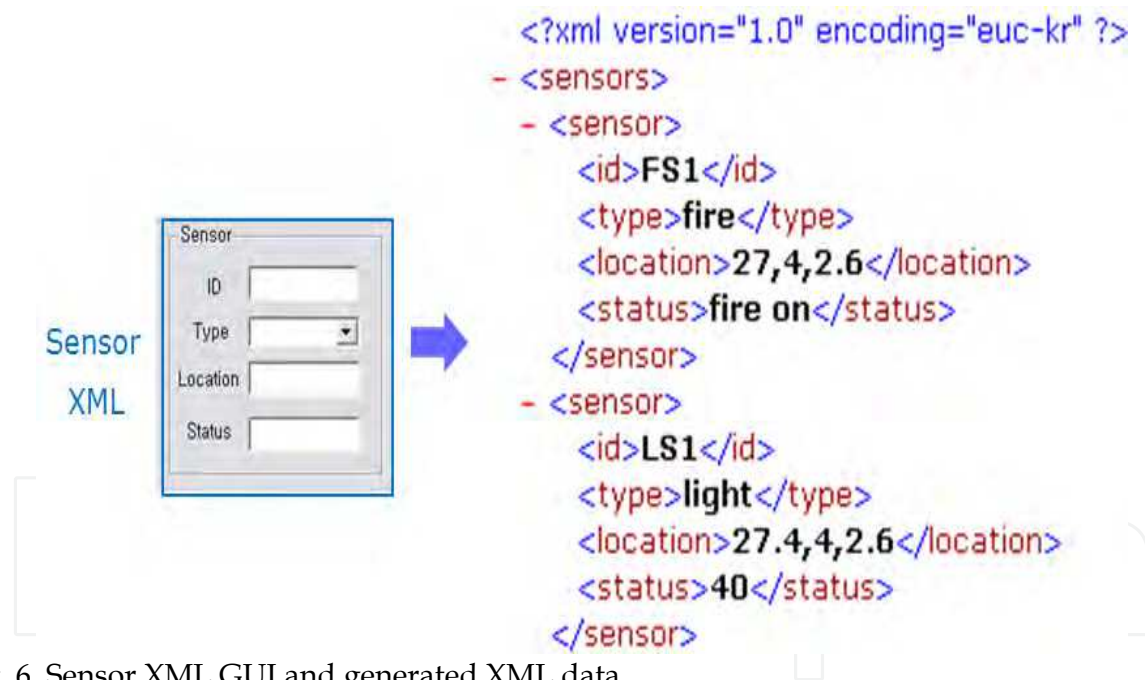 Sensor XML
Sensor
ID
Type
Location
Status
<?xml version="1.0" encoding="euc-kr" ?>
- <sensors>
- <sensor>
<id>FS1</id>
<type>fire</type>
<location>27,4,2.6</location>
<status>fire on</status>
</sensor>
- <sensor>
<id>LS1</id>
<type>light</type>
<location>27.4,4,2.6</location>
<status>40</status>
</sensor>
6. Sensor XML GUI and generated XML data